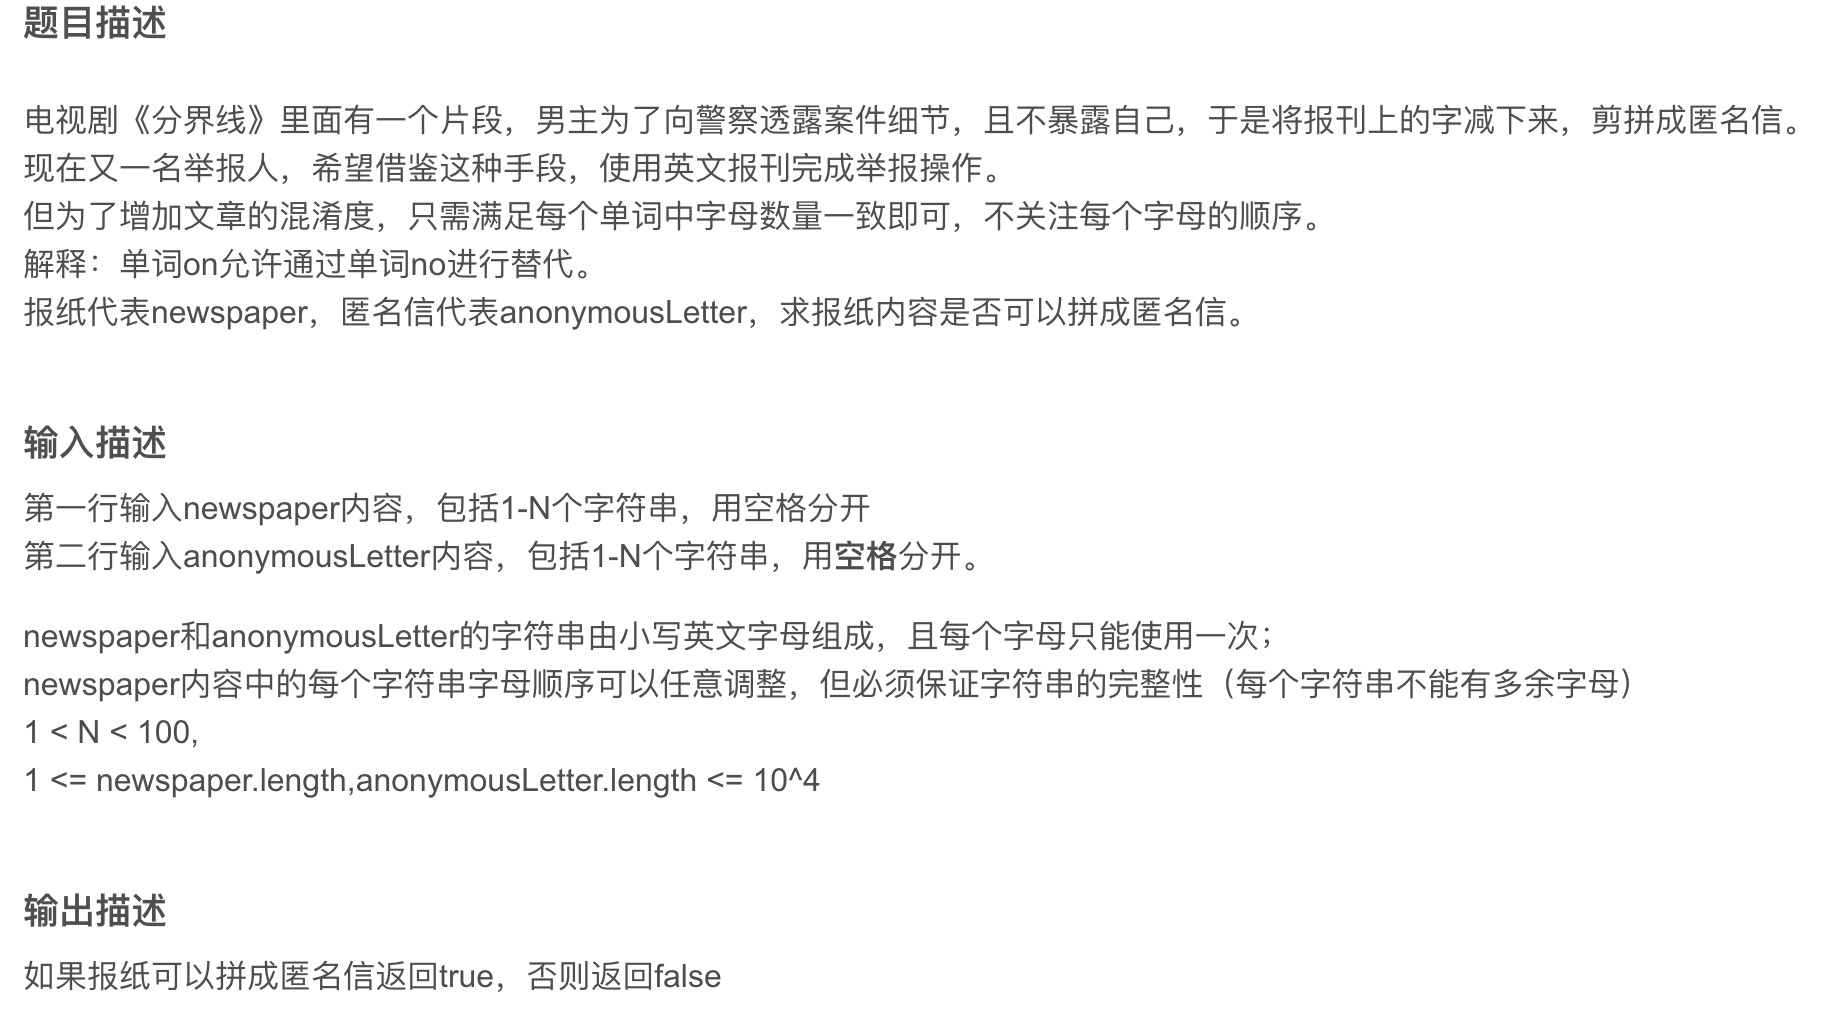 题目描述
电视剧《分界线》里面有一个片段，男主为了向警察透露案件细节，且不暴露自己，于是将报刊上的字减下来，剪拼成匿名信。
现在又一名举报人，希望借鉴这种手段，使用英文报刊完成举报操作。
但为了增加文章的混淆度，只需满足每个单词中字母数量一致即可，不关注每个字母的顺序。
解释：单词on允许通过单词no进行替代。
报纸代表newspaper，匿名信代表anonymousLetter，求报纸内容是否可以拼成匿名信。
输入描述
第一行输入newspaper内容，包括1-N个字符串，用空格分开
第二行输入anonymousLetter内容，包括1-N个字符串，用空格分开。
newspaper和anonymousLetter的字符串由小写英文字母组成，且每个字母只能使用一次；
newspaper内容中的每个字符串字母顺序可以任意调整，但必须保证字符串的完整性（每个字符串不能有多余字母）
1 < N < 100,
1 <= newspaper.length,anonymousLetter.length <= 10^4
输出描述
如果报纸可以拼成匿名信返回true，否则返回false